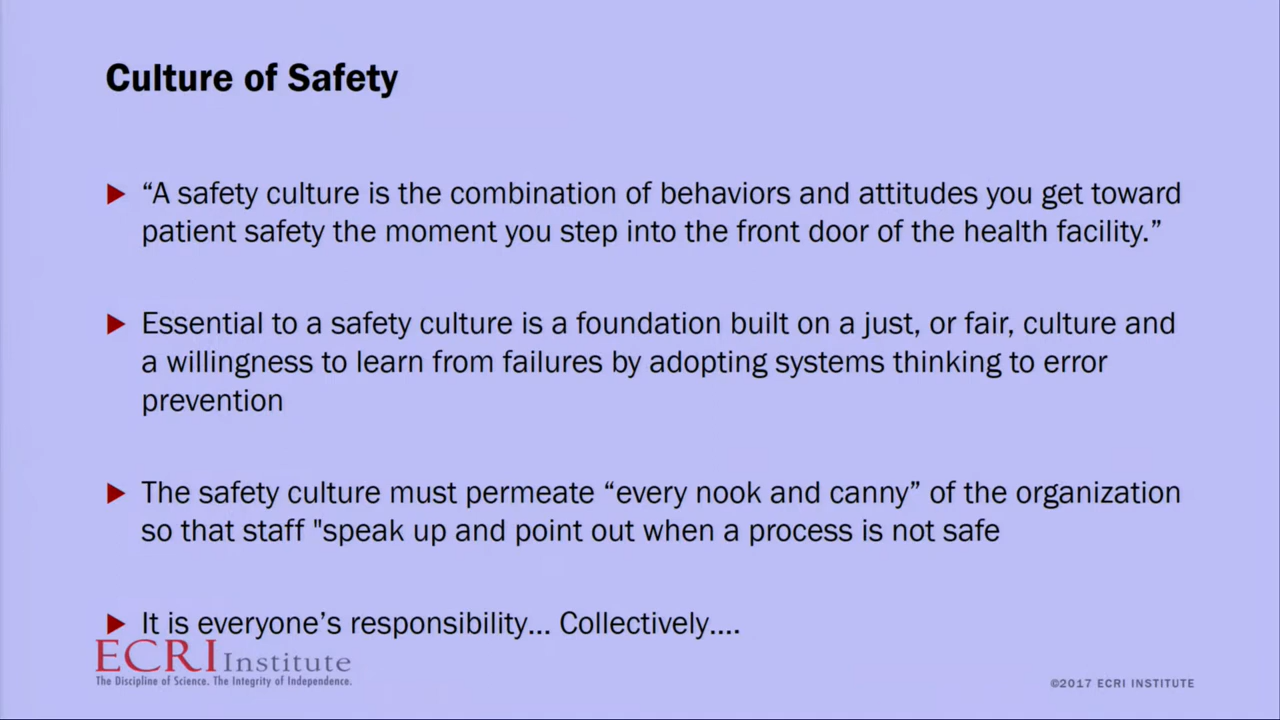 Culture of Safety
“A safety culture is the combination of behaviors and attitudes you get toward
patient safety the moment you step into the front door of the health facility.”
Essential to a safety culture is a foundation built on a just, or fair, culture and
a willingness to learn from failures by adopting systems thinking to error
prevention
The safety culture must permeate “every nook and canny” of the organization
so that staff "speak up and point out when a process is not safe
It is everyone’s responsibility... Collectively....
ECRI Institute
The Discipline of Science. The Integrity of Independence.
©2017 ECRI INSTITUTE